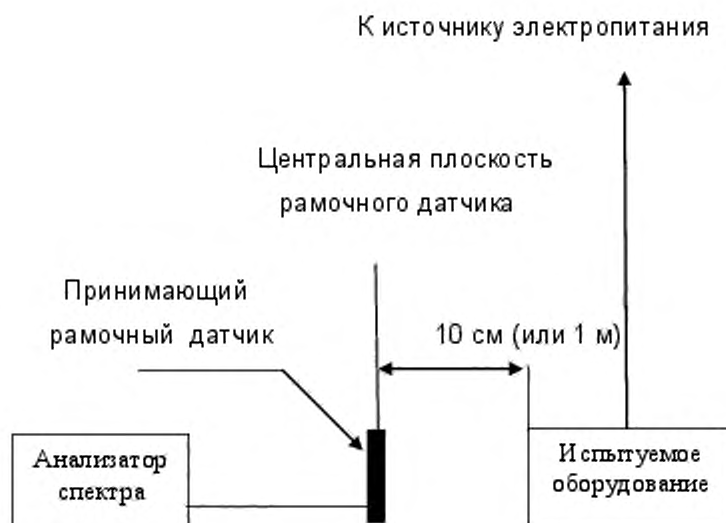 К источнику электропитания
Центральная плоскость
рамочного датчика
Принимающий
рамочный датчик
10 см (или 1 м)
Анализатор
спектра
Испытуемое
оборудование